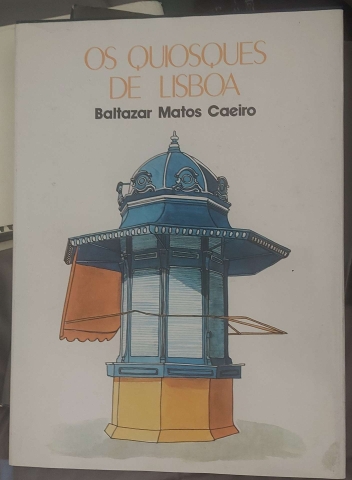 OS QUIOSQUES
DE LISBOA
Baltazar Matos Caeiro